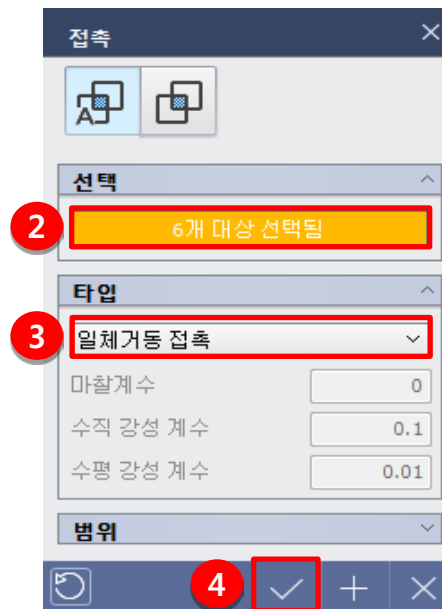 접촉
A
선택
2
6개 대상 선택됨
타입
3
일체거동 접촉
마찰계수 0
수직 강성 계수 0.1
수평 강성 계수 0.01
범위
4